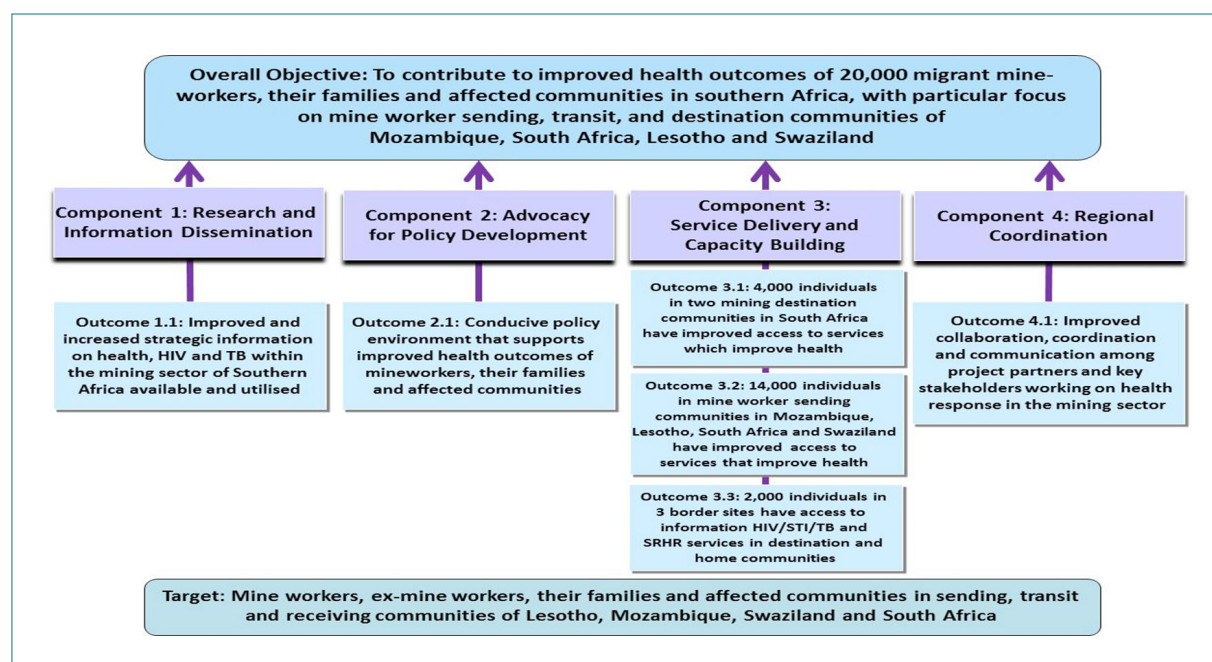 Overall Objective: To contribute to improved health outcomes of 20,000 migrant mine-
workers, their families and affected communities in southern Africa, with particular focus
on mine worker sending, transit, and destination communities of
Mozambique, South Africa, Lesotho and Swaziland
Component 1: Research and
Information Dissemination
Component 2: Advocacy
for Policy Development
Component 3:
Service Delivery and
Capacity Building
Component 4: Regional
Coordination
Outcome 1.1: Improved and
increased strategic information
on health, HIV and TB within
the mining sector of Southern
Africa available and utilised
Outcome 2.1: Conducive policy
environment that supports
improved health outcomes of
mineworkers, their families
and affected communities
Outcome 3.1: 4,000 individuals
in two mining destination
communities in South Africa
have improved access to services
which improve health
Outcome 3.2: 14,000 individuals
in mine worker sending
communities in Mozambique,
Lesotho, South Africa and Swaziland
have improved access to
services that improve health
Outcome 3.3: 2,000 individuals in
3 border sites have access to
information HIV/STI/TB and
SRHR services in destination and
home communities
Outcome 4.1: Improved
collaboration, coordination
and communication among
project partners and key
stakeholders working on health
response in the mining sector
Target: Mine workers, ex-mine workers, their families and affected communities in sending, transit
and receiving communities of Lesotho, Mozambique, Swaziland and South Africa